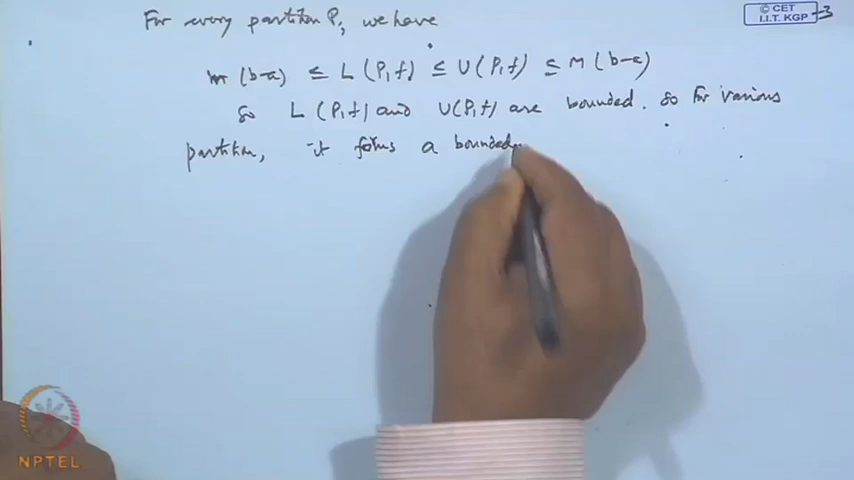 For every partition P, we have
© CET
I.I.T. KGP
-3
m (b-a) ≤ L (P, f) ≤ U (P, f) ≤ M (b-a)
So L (P, f) and U(P, f) are bounded. So for various
partition, it forms a bounded
NPTEL